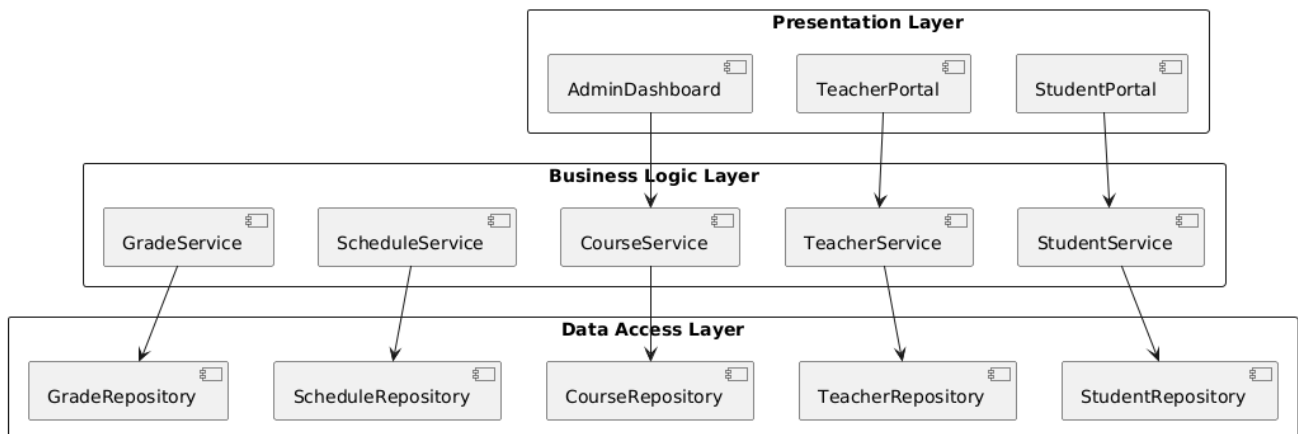 Presentation Layer
AdminDashboard
TeacherPortal
StudentPortal
Business Logic Layer
GradeService
ScheduleService
CourseService
TeacherService
StudentService
Data Access Layer
GradeRepository
ScheduleRepository
CourseRepository
TeacherRepository
StudentRepository